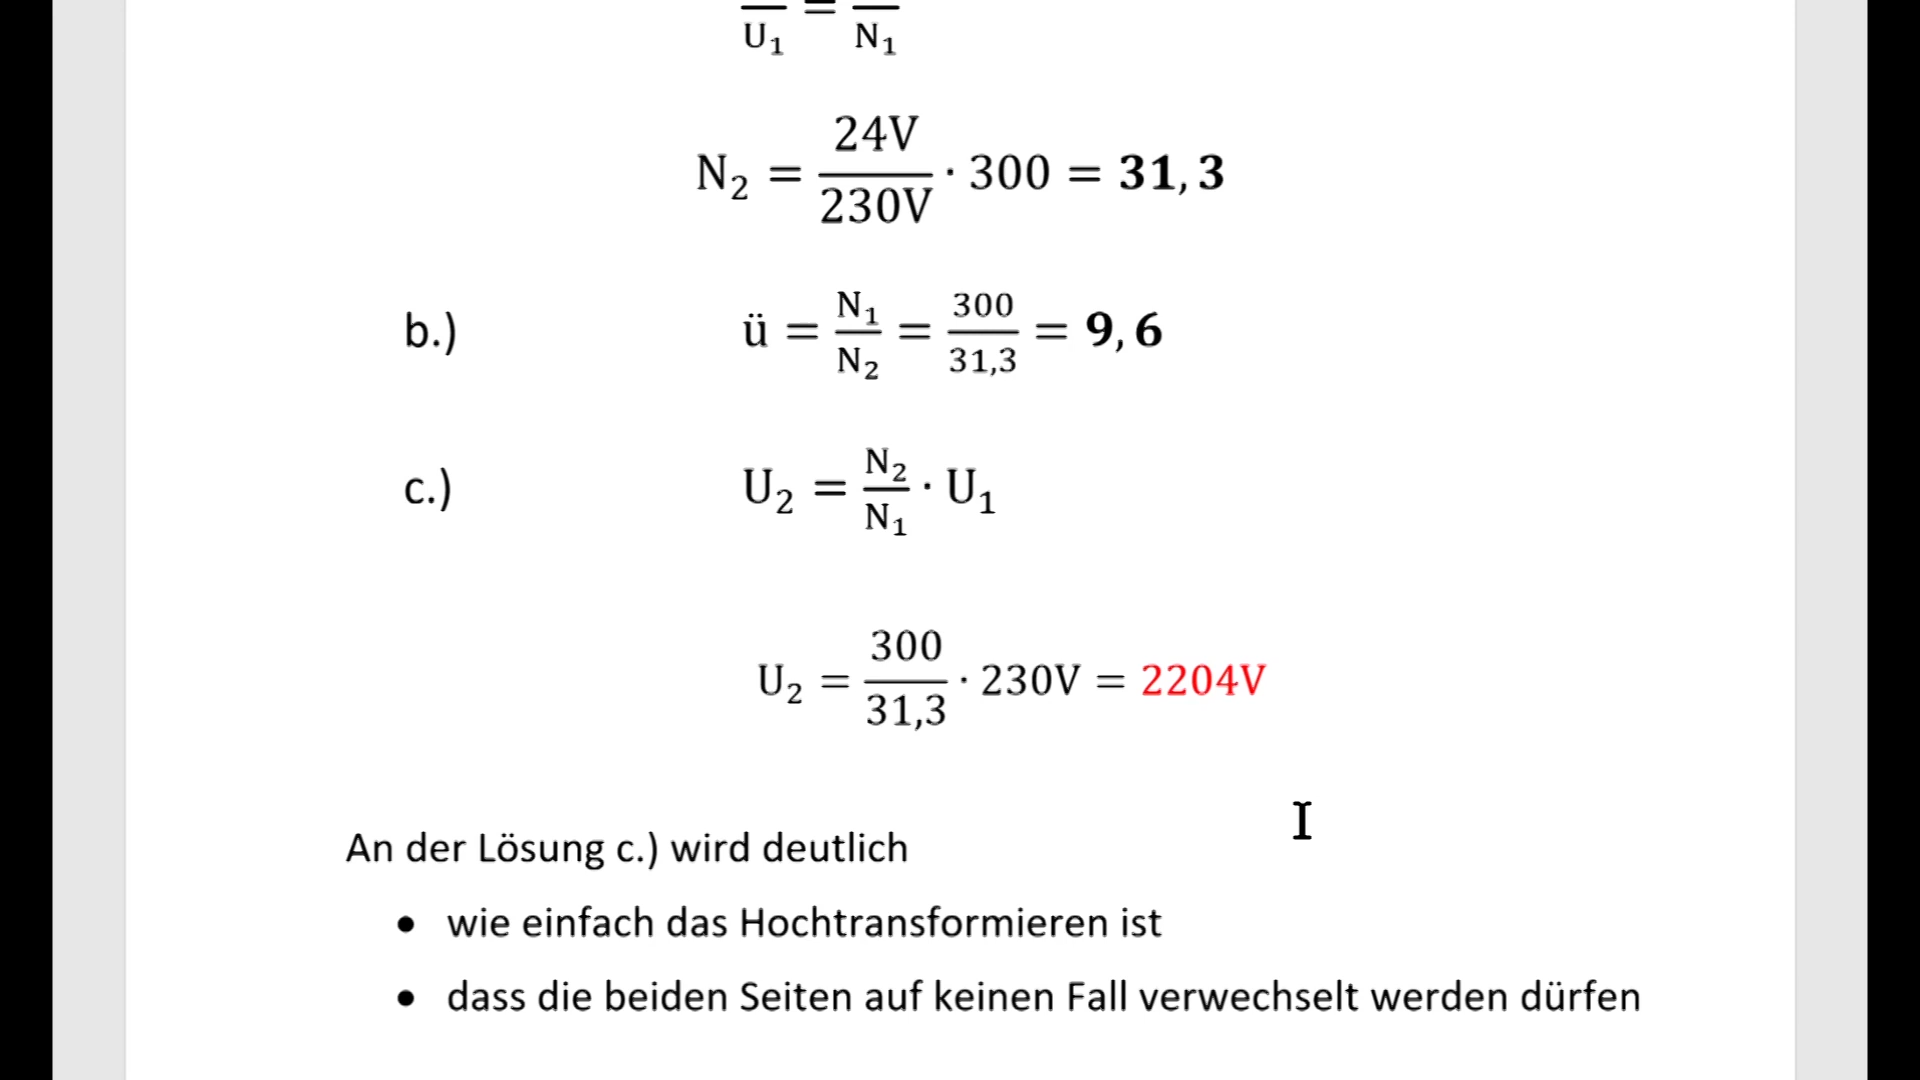 U₁ = N₁
N₂ = 24V / 230V · 300 = 31,3
b.) ü = N₁ / N₂ = 300 / 31,3 = 9,6
c.) U₂ = N₂ / N₁ · U₁
U₂ = 300 / 31,3 · 230V = 2204V
An der Lösung c.) wird deutlich
• wie einfach das Hochtransformieren ist
• dass die beiden Seiten auf keinen Fall verwechselt werden dürfen